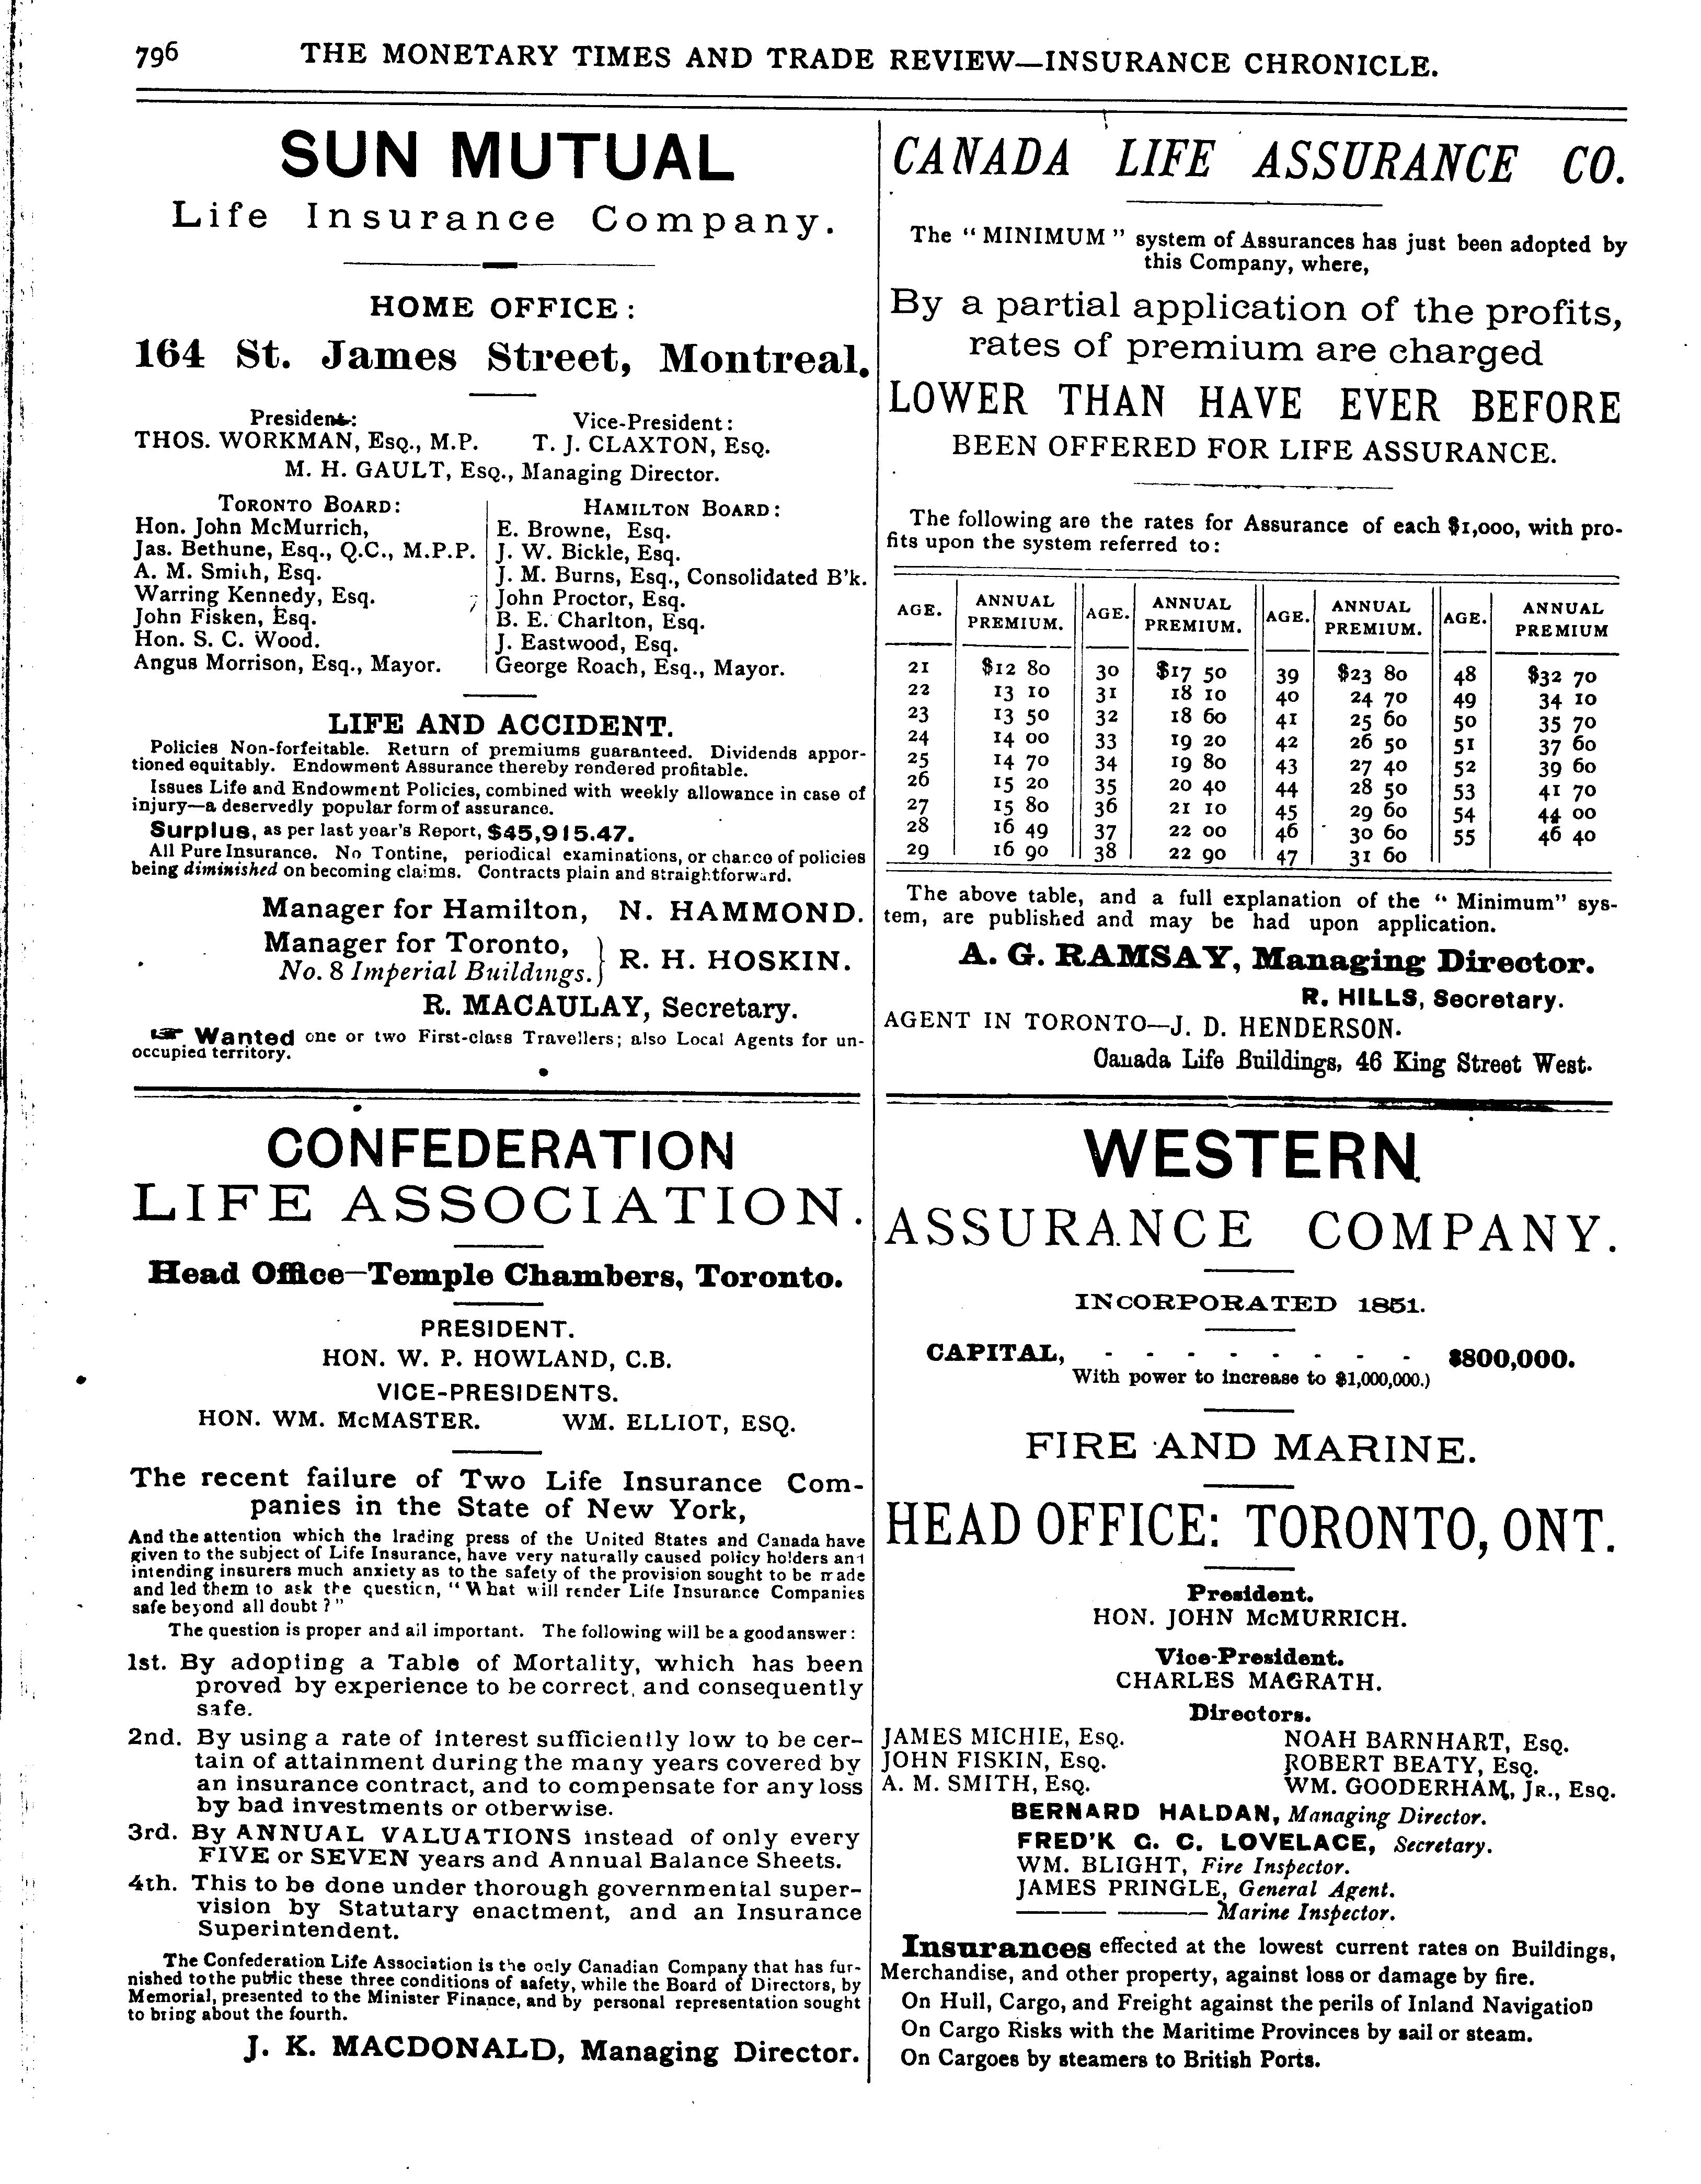 796 THE MONETARY TIMES AND TRADE REVIEW—INSURANCE CHRONICLE.
SUN MUTUAL
Life Insurance Company.
HOME OFFICE:
164 St. James Street, Montreal.
President: Vice-President:
THOS. WORKMAN, Esq., M.P. T. J. CLAXTON, Esq.
M. H. GAULT, Esq., Managing Director.
TORONTO BOARD: HAMILTON BOARD:
Hon. John McMurrich, E. Browne, Esq.
Jas. Bethune, Esq., Q.C., M.P.P. J. W. Bickle, Esq.
A. M. Smith, Esq. J. M. Burns, Esq., Consolidated B'k.
Warring Kennedy, Esq. John Proctor, Esq.
John Fisken, Esq. B. E. Charlton, Esq.
Hon. S. C. Wood. J. Eastwood, Esq.
Angus Morrison, Esq., Mayor. George Roach, Esq., Mayor.
LIFE AND ACCIDENT.
Policies Non-forfeitable. Return of premiums guaranteed. Dividends appor-
tioned equitably. Endowment Assurance thereby rendered profitable.
Issues Life and Endowment Policies, combined with weekly allowance in case of
injury—a deservedly popular form of assurance.
Surplus, as per last year's Report, $45,915.47.
All Pure Insurance. No Tontine, periodical examinations, or chance of policies
being diminished on becoming claims. Contracts plain and straightforward.
Manager for Hamilton, N. HAMMOND.
Manager for Toronto, } R. H. HOSKIN.
No. 8 Imperial Buildings.
R. MACAULAY, Secretary.
☞ Wanted one or two First-class Travellers; also Local Agents for un-
occupied territory.
CONFEDERATION
LIFE ASSOCIATION.
Head Office—Temple Chambers, Toronto.
PRESIDENT.
HON. W. P. HOWLAND, C.B.
VICE-PRESIDENTS.
HON. WM. McMASTER. WM. ELLIOT, ESQ.
The recent failure of Two Life Insurance Com-
panies in the State of New York,
And the attention which the lrading press of the United States and Canada have
given to the subject of Life Insurance, have very naturally caused policy holders and
intending insurers much anxiety as to the safety of the provision sought to be made
and led them to ask the question, "What will render Life Insurance Companies
safe beyond all doubt?"
The question is proper and all important. The following will be a good answer:
1st. By adopting a Table of Mortality, which has been
proved by experience to be correct, and consequently
safe.
2nd. By using a rate of interest sufficiently low to be cer-
tain of attainment during the many years covered by
an insurance contract, and to compensate for any loss
by bad investments or otberwise.
3rd. By ANNUAL VALUATIONS instead of only every
FIVE or SEVEN years and Annual Balance Sheets.
4th. This to be done under thorough governmental super-
vision by Statutary enactment, and an Insurance
Superintendent.
The Confederation Life Association is the only Canadian Company that has fur-
nished to the public these three conditions of safety, while the Board of Directors, by
Memorial, presented to the Minister Finance, and by personal representation sought
to bring about the fourth.
J. K. MACDONALD, Managing Director.
CANADA LIFE ASSURANCE CO.
The "MINIMUM" system of Assurances has just been adopted by
this Company, where,
By a partial application of the profits,
rates of premium are charged
LOWER THAN HAVE EVER BEFORE
BEEN OFFERED FOR LIFE ASSURANCE.
The following are the rates for Assurance of each $1,000, with pro-
fits upon the system referred to:
AGE. ANNUAL PREMIUM. AGE. ANNUAL PREMIUM. AGE. ANNUAL PREMIUM. AGE. ANNUAL PREMIUM
21 $12 80 30 $17 50 39 $23 80 48 $32 70
22 13 10 31 18 10 40 24 70 49 34 10
23 13 50 32 18 60 41 25 60 50 35 70
24 14 00 33 19 20 42 26 50 51 37 60
25 14 70 34 19 80 43 27 40 52 39 60
26 15 20 35 20 40 44 28 50 53 41 70
27 15 80 36 21 10 45 29 60 54 44 00
28 16 49 37 22 00 46 30 60 55 46 40
29 16 90 38 22 90 47 31 60
The above table, and a full explanation of the "Minimum" sys-
tem, are published and may be had upon application.
A. G. RAMSAY, Managing Director.
R. HILLS, Secretary.
AGENT IN TORONTO—J. D. HENDERSON.
Canada Life Buildings, 46 King Street West.
WESTERN
ASSURANCE COMPANY.
INCORPORATED 1851.
CAPITAL, - - - - - - - - $800,000.
With power to increase to $1,000,000.)
FIRE AND MARINE.
HEAD OFFICE: TORONTO, ONT.
President.
HON. JOHN McMURRICH.
Vice-President.
CHARLES MAGRATH.
Directors.
JAMES MICHIE, Esq. NOAH BARNHART, Esq.
JOHN FISKIN, Esq. ROBERT BEATY, Esq.
A. M. SMITH, Esq. WM. GOODERHAM, Jr., Esq.
BERNARD HALDAN, Managing Director.
FRED'K G. C. LOVELACE, Secretary.
WM. BLIGHT, Fire Inspector.
JAMES PRINGLE, General Agent.
——— ———— Marine Inspector.
Insurances effected at the lowest current rates on Buildings,
Merchandise, and other property, against loss or damage by fire.
On Hull, Cargo, and Freight against the perils of Inland Navigation
On Cargo Risks with the Maritime Provinces by sail or steam.
On Cargoes by steamers to British Ports.